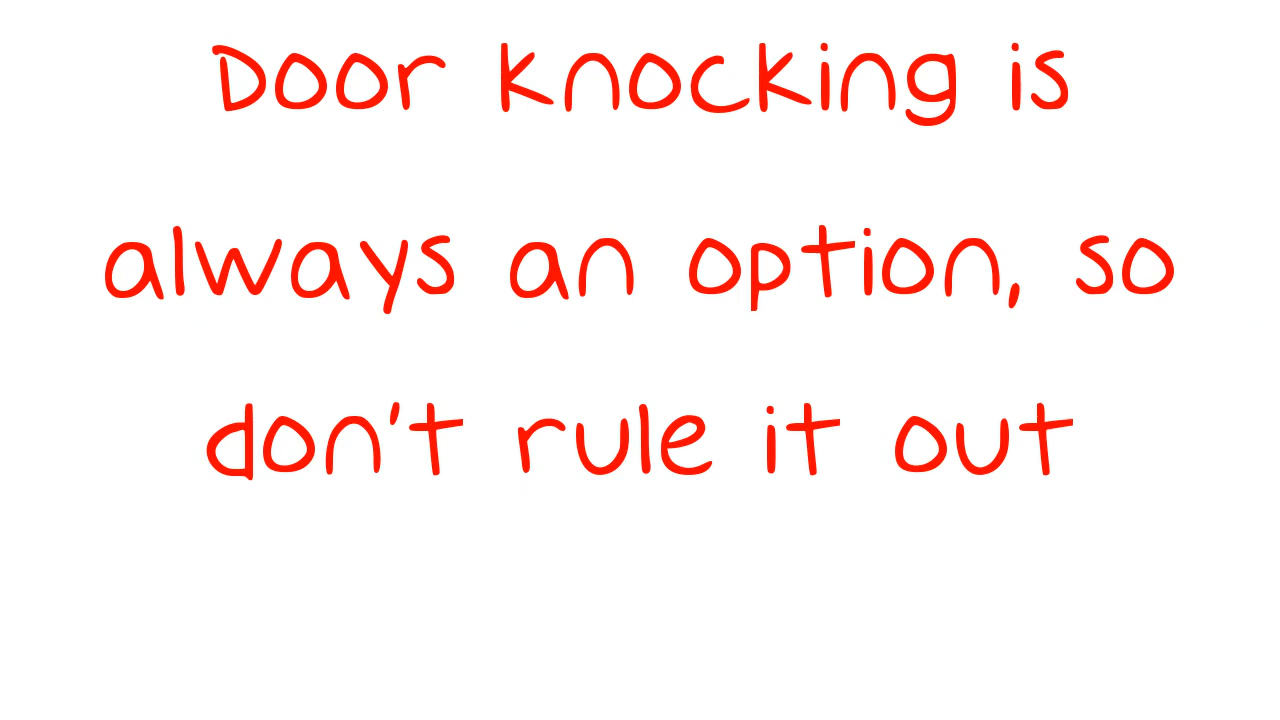 Door knocking is
always an option, so
don't rule it out